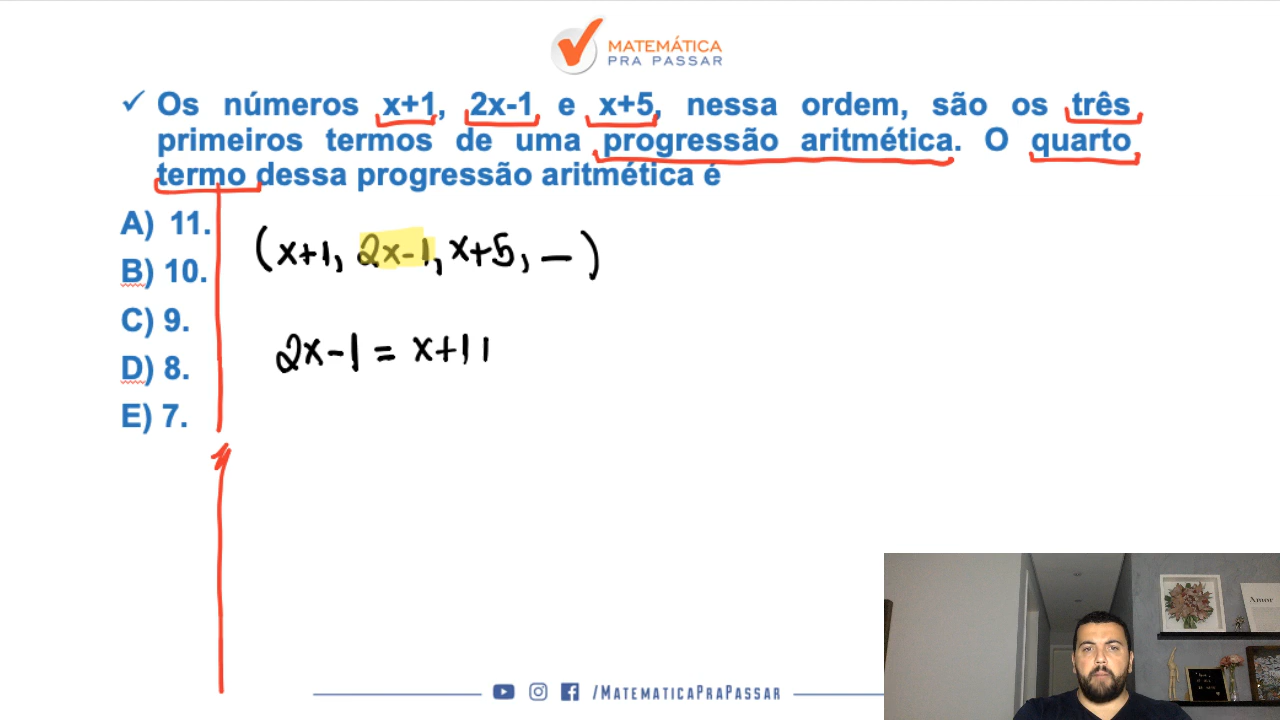 MATEMÁTICA
PRA PASSAR
✓ Os números x+1, 2x-1 e x+5, nessa ordem, são os três
primeiros termos de uma progressão aritmética. O quarto
termo dessa progressão aritmética é
A) 11.
B) 10.
C) 9.
D) 8.
E) 7.
(x+1, 2x-1, x+5, _ )
2x-1 = x+11
Amor
/MATEMATICAPRAPASSAR